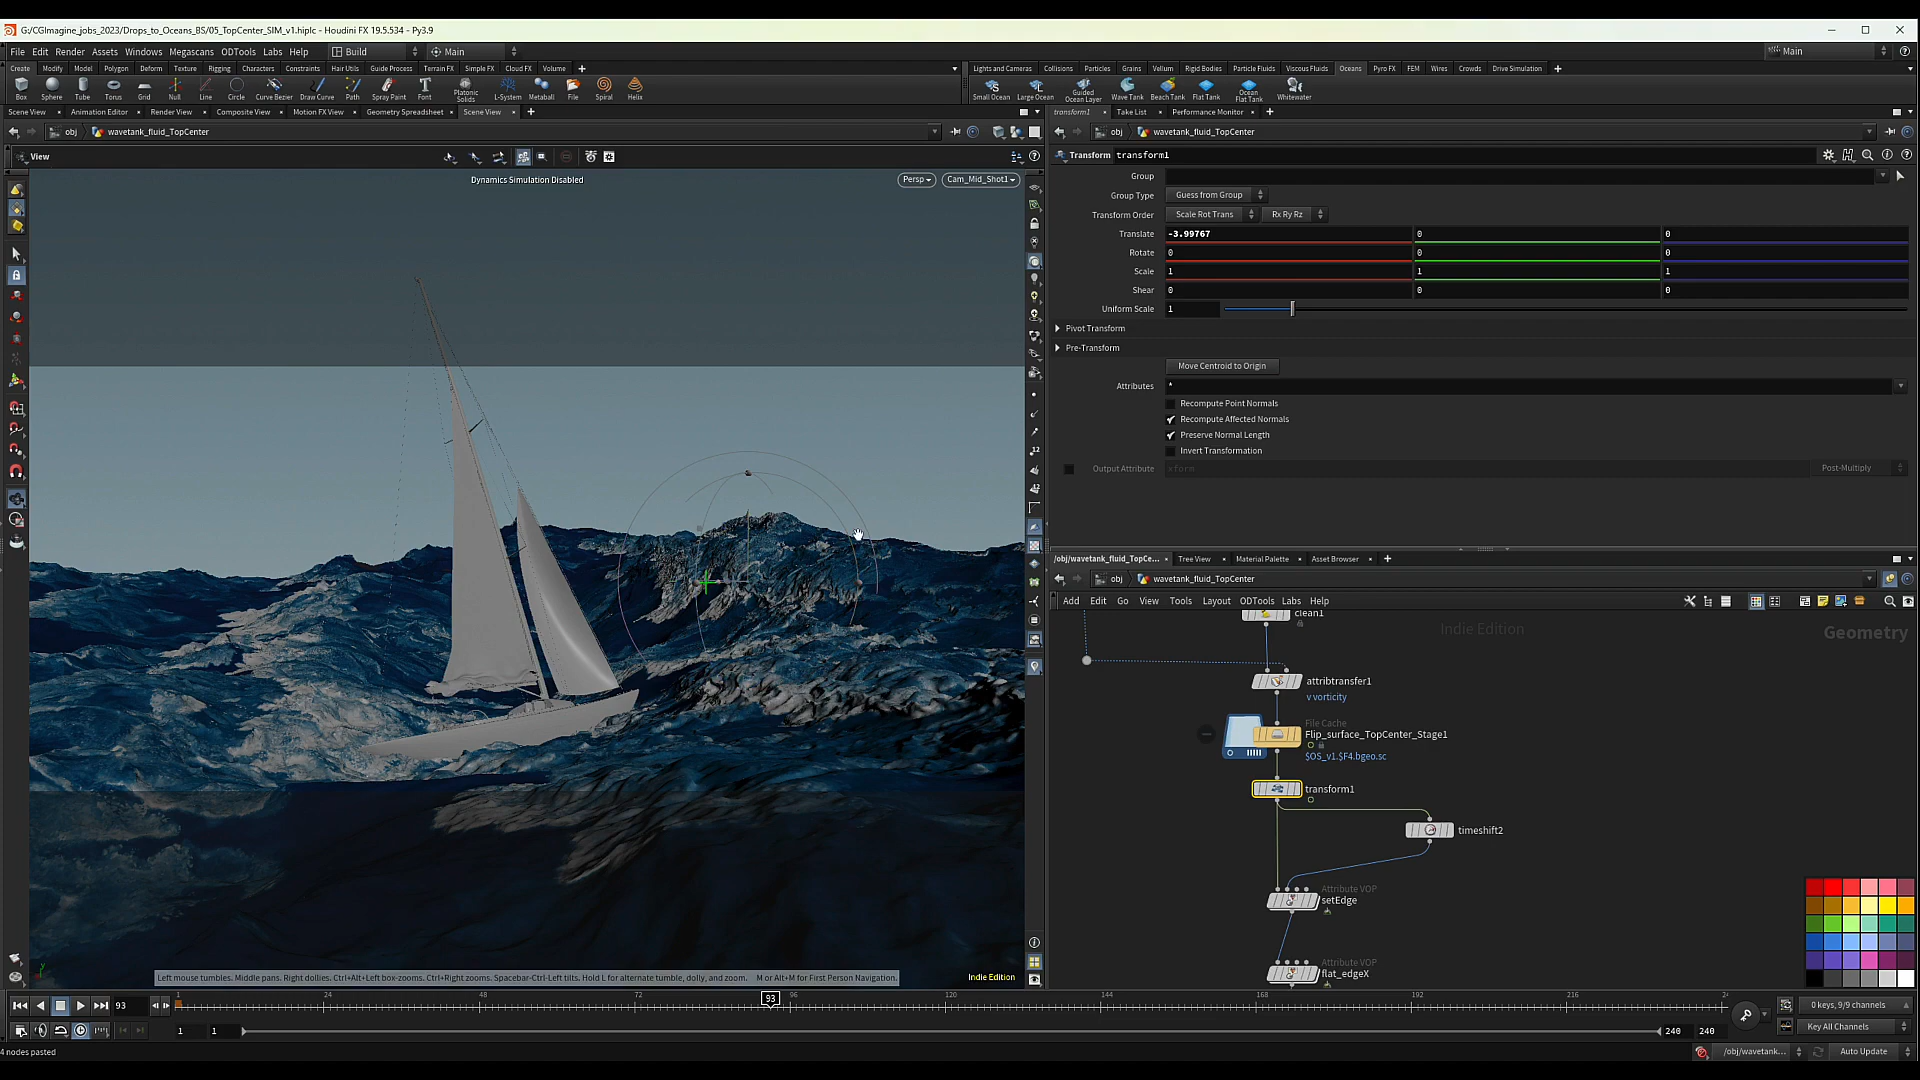 G:/CGImagine_jobs_2023/Drops_to_Oceans_BS/05_TopCenter_SIM_v1.hiplc - Houdini FX 19.5.534 - Py3.9
File Edit Render Assets Windows Megascans ODTools Labs Help Build Main Main
Create Modify Model Polygon Deform Texture Rigging Characters Constraints Hair Utils Guide Process Terrain FX Simple FX Cloud FX Volume
Lights and Cameras Collisions Particles Grains Vellum Rigid Bodies Particle Fluids Viscous Fluids Oceans Pyro FX FEM Wires Crowds Drive Simulation
Box Sphere Tube Torus Grid Null Line Circle Curve Bezier Draw Curve Path Spray Paint Font Platonic Solids L-System Metaball File Spiral Helix
Small Ocean Large Ocean Guided Ocean Layer Wave Tank Beach Tank Flat Tank Ocean Flat Tank Whitewater
Scene View Animation Editor Render View Composite View Motion FX View Geometry Spreadsheet Scene View
transform1 Take List Performance Monitor
obj wavetank_fluid_TopCenter
obj wavetank_fluid_TopCenter
View
Transform transform1
Dynamics Simulation Disabled
Persp Cam_Mid_Shot1
Group
Group Type Guess from Group
Transform Order Scale Rot Trans Rx Ry Rz
Translate -3.99767 0 0
Rotate 0 0 0
Scale 1 1 1
Shear 0 0 0
Uniform Scale 1
Pivot Transform
Pre-Transform
Move Centroid to Origin
Attributes *
Recompute Point Normals
Recompute Affected Normals
Preserve Normal Length
Invert Transformation
Output Attribute xform Post-Multiply
/obj/wavetank_fluid_TopCe... Tree View Material Palette Asset Browser
obj wavetank_fluid_TopCenter
Add Edit Go View Tools Layout ODTools Labs Help
clean1
Indie Edition
Geometry
attribtransfer1
v vorticity
File Cache
Flip_surface_TopCenter_Stage1
$OS_v1.$F4.bgeo.sc
transform1
timeshift2
Attribute VOP
setEdge
Attribute VOP
flat_edgeX
Left mouse tumbles. Middle pans. Right dollies. Ctrl+Alt+Left box-zooms. Ctrl+Right zooms. Spacebar-Ctrl-Left tilts. Hold L for alternate tumble, dolly, and zoom. M or Alt+M for First Person Navigation.
Indie Edition
93 1 24 48 72 93 96 120 144 168 192 216
0 keys, 9/9 channels
1 1 240 240
Key All Channels
4 nodes pasted
/obj/wavetank... Auto Update